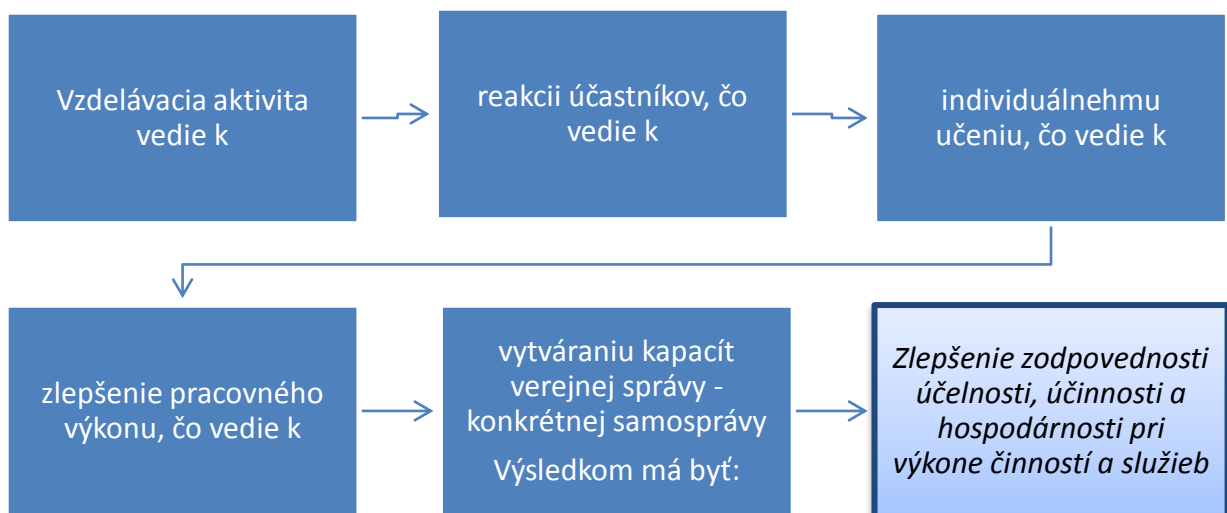 Vzdelávacia aktivita
vedie k
reakcii účastníkov, čo
vedie k
individuálnehmu
učeniu, čo vedie k
zlepšenie pracovného
výkonu, čo vedie k
vytváraniu kapacít
verejnej správy -
konkrétnej samosprávy
Výsledkom má byť:
Zlepšenie zodpovednosti
účelnosti, účinnosti a
hospodárnosti pri
výkone činností a služieb